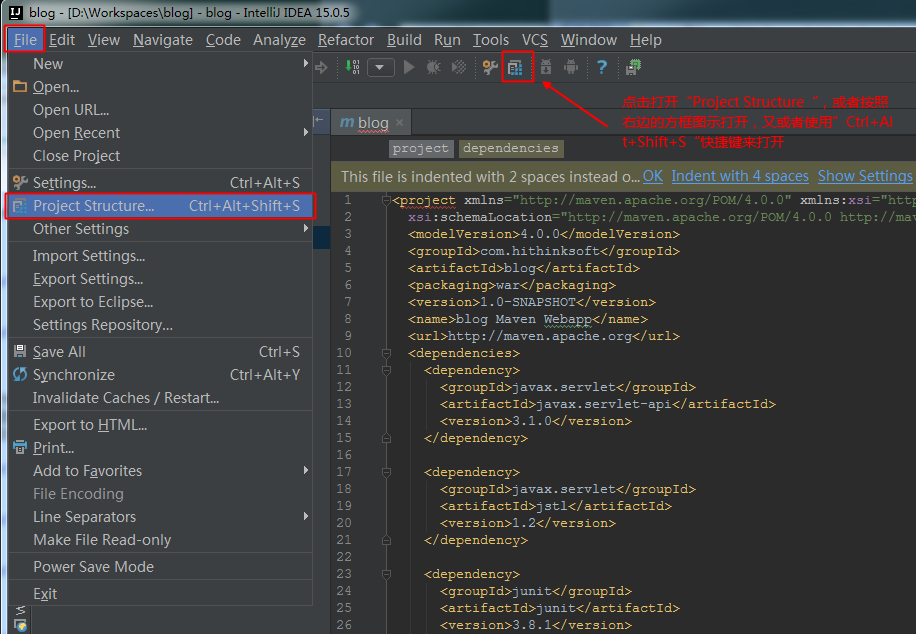 blog - [D:\Workspaces\blog] - blog - IntelliJ IDEA 15.0.5
File Edit View Navigate Code Analyze Refactor Build Run Tools VCS Window Help
New
Open...
Open URL...
Open Recent
Close Project
Settings... Ctrl+Alt+S
Project Structure... Ctrl+Alt+Shift+S
Other Settings
Import Settings...
Export Settings...
Export to Eclipse...
Settings Repository...
Save All Ctrl+S
Synchronize Ctrl+Alt+Y
Invalidate Caches / Restart...
Export to HTML...
Print...
Add to Favorites
File Encoding
Line Separators
Make File Read-only
Power Save Mode
Exit
点击打开 "Project Structure "，或者按照
右边的方框图示打开，又或者使用" Ctrl+Al
t+Shift+S "快捷键来打开
m blog ×
project dependencies
This file is indented with 2 spaces instead o... OK Indent with 4 spaces Show Settings
1 <project xmlns="http://maven.apache.org/POM/4.0.0" xmlns:xsi="http
2 xsi:schemaLocation="http://maven.apache.org/POM/4.0.0 http://mav
3 <modelVersion>4.0.0</modelVersion>
4 <groupId>com.hithinksoft</groupId>
5 <artifactId>blog</artifactId>
6 <packaging>war</packaging>
7 <version>1.0-SNAPSHOT</version>
8 <name>blog Maven Webapp</name>
9 <url>http://maven.apache.org</url>
10 <dependencies>
11 <dependency>
12 <groupId>javax.servlet</groupId>
13 <artifactId>javax.servlet-api</artifactId>
14 <version>3.1.0</version>
15 </dependency>
16
17 <dependency>
18 <groupId>javax.servlet</groupId>
19 <artifactId>jstl</artifactId>
20 <version>1.2</version>
21 </dependency>
22
23 <dependency>
24 <groupId>junit</groupId>
25 <artifactId>junit</artifactId>
26 <version>3.8.1</version>